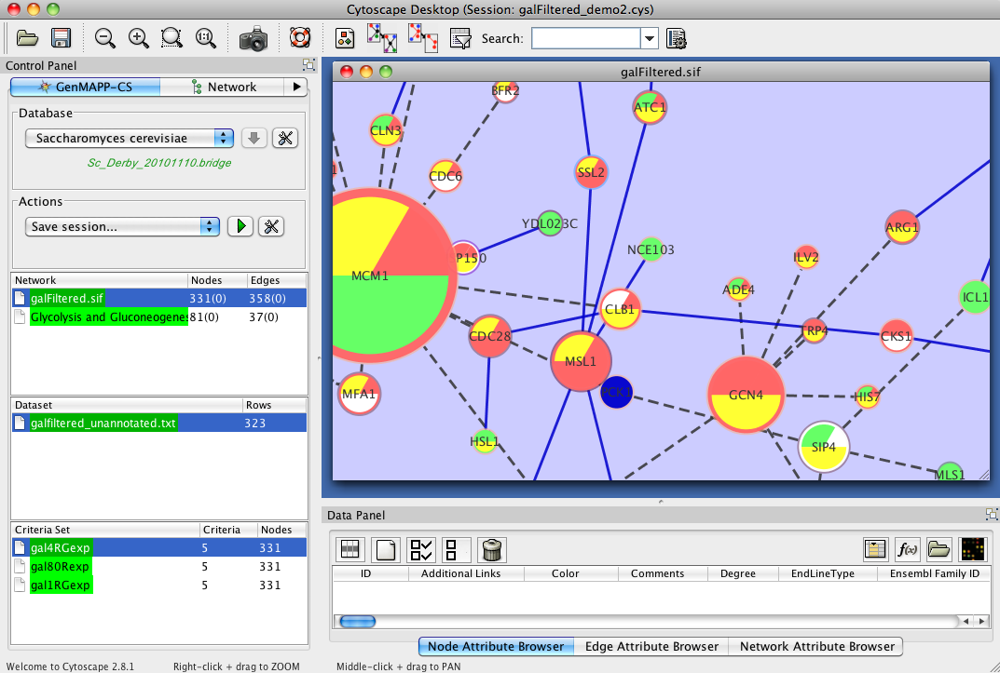 Cytoscape Desktop (Session: galFiltered_demo2.cys)
Search:
Control Panel
GenMAPP-CS
Network
Database
Saccharomyces cerevisiae
Sc_Derby_20101110.bridge
Actions
Save session...
Network Nodes Edges
galFiltered.sif 331(0) 358(0)
Glycolysis and Gluconeogene 81(0) 37(0)
Dataset Rows
galfiltered_unannotated.txt 323
Criteria Set Criteria Nodes
gal4RGexp 5 331
gal80Rexp 5 331
gal1RGexp 5 331
galFiltered.sif
BFR2
ATC1
CLN3
CDC6
SSL2
YDL023C
ARG1
NCE103
P150
ILV2
MCM1
ADE4
ICL1
CLB1
CDC28
TRP4
CKS1
MSL1
MFA1
PCK1
GCN4
HIS7
HSL1
SIP4
MLS1
Data Panel
f(x)
ID Additional Links Color Comments Degree EndLineType Ensembl Family ID
Node Attribute Browser Edge Attribute Browser Network Attribute Browser
Welcome to Cytoscape 2.8.1 Right-click + drag to ZOOM Middle-click + drag to PAN